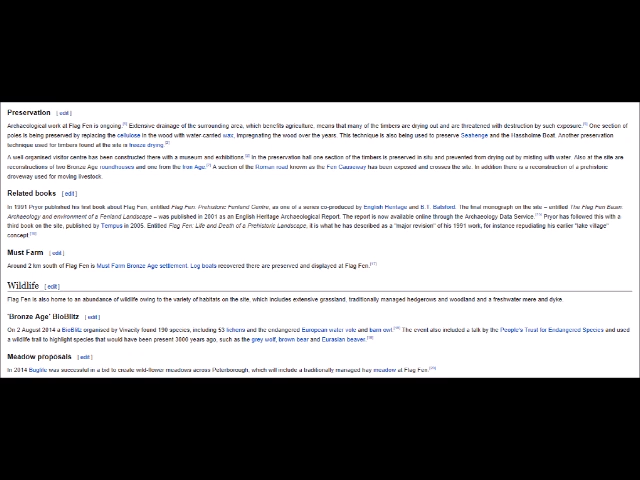 Preservation [edit]
Archaeological work at Flag Fen is ongoing. Extensive drainage of the surrounding area, which benefits agriculture, means that many of the timbers are drying out and are threatened with destruction by such exposure. One section of
poles is being preserved by replacing the cellulose in the wood with water-carried wax, impregnating the wood over the years. This technique is also being used to preserve Seahenge and the Hasholme Boat. Another preservation
technique used for timbers found at the site is freeze drying.[2]
A well organised visitor centre has been constructed there with a museum and exhibitions. In the preservation hall one section of the timbers is preserved in situ and prevented from drying out by misting with water. Also at the site are
reconstructions of two Bronze Age roundhouses and one from the Iron Age. A section of the Roman road known as the Fen Causeway has been exposed and crosses the site. In addition there is a reconstruction of a prehistoric
droveway used for moving livestock.
Related books [edit]
In 1991 Pryor published his first book about Flag Fen, entitled Flag Fen: Prehistoric Fenland Centre, as one of a series co-produced by English Heritage and B.T. Batsford. The final monograph on the site – entitled The Flag Fen Basin:
Archaeology and environment of a Fenland Landscape – was published in 2001 as an English Heritage Archaeological Report. The report is now available online through the Archaeology Data Service. Pryor has followed this with a
third book on the site, published by Tempus in 2005. Entitled Flag Fen: Life and Death of a Prehistoric Landscape, it is what he has described as a "major revision" of his 1991 work, for instance repudiating his earlier "lake village"
concept.
Must Farm [edit]
Around 2 km south of Flag Fen is Must Farm Bronze Age settlement. Log boats recovered there are preserved and displayed at Flag Fen.[17]
Wildlife [edit]
Flag Fen is also home to an abundance of wildlife owing to the variety of habitats on the site, which includes extensive grassland, traditionally managed hedgerows and woodland and a freshwater mere and dyke.
'Bronze Age' BioBlitz [edit]
On 2 August 2014 a BioBlitz organised by Vivacity found 190 species, including 53 lichens and the endangered European water vole and barn owl. The event also included a talk by the People's Trust for Endangered Species and used
a wildlife trail to highlight species that would have been present 3000 years ago, such as the grey wolf, brown bear and Eurasian beaver.
Meadow proposals [edit]
In 2014 Buglife was successful in a bid to create wild-flower meadows across Peterborough, which will include a traditionally managed hay meadow at Flag Fen.